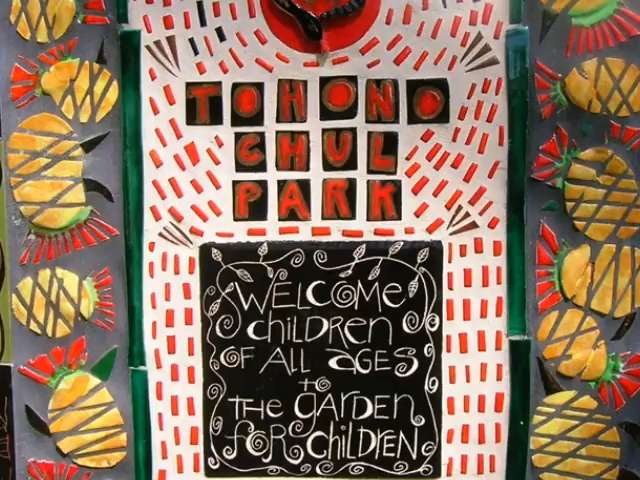 TOHONO
CHUL
PARK
WELCOME
CHILDREN
OF ALL AGES
to
THE GARDEN
FOR CHILDREN